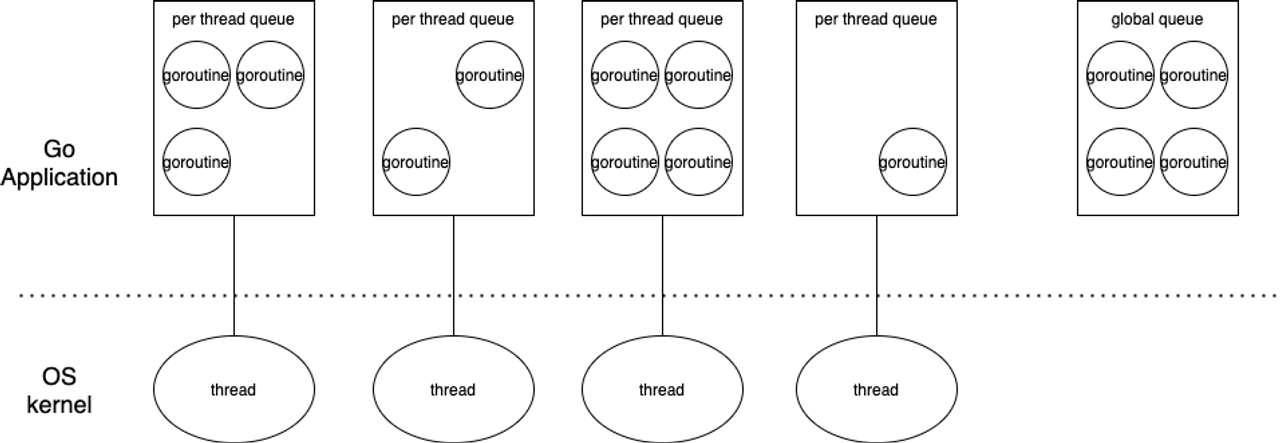 per thread queue
per thread queue
per thread queue
per thread queue
global queue
goroutine goroutine
goroutine
goroutine goroutine
goroutine goroutine
goroutine
goroutine
goroutine goroutine
goroutine
goroutine goroutine
Go
Application
OS
kernel
thread
thread
thread
thread